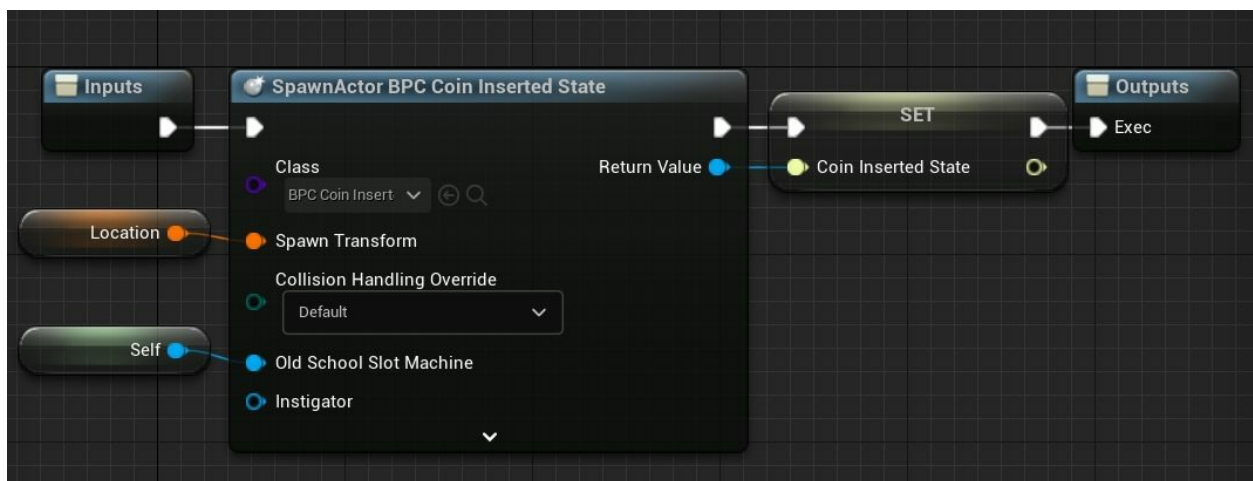 Inputs
SpawnActor BPC Coin Inserted State
SET
Outputs
Exec
Class
BPC Coin Insert
Return Value
Coin Inserted State
Location
Spawn Transform
Collision Handling Override
Default
Self
Old School Slot Machine
Instigator